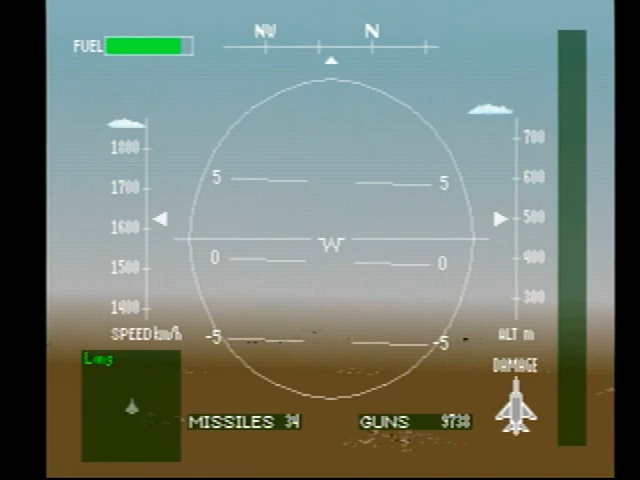 NW N
FUEL
1800 700
1700 5 5 600
1600 500
1500 0 0 400
1400 300
SPEED km/h -5 -5 ALT m
Long DAMAGE
MISSILES 34 GUNS 9738